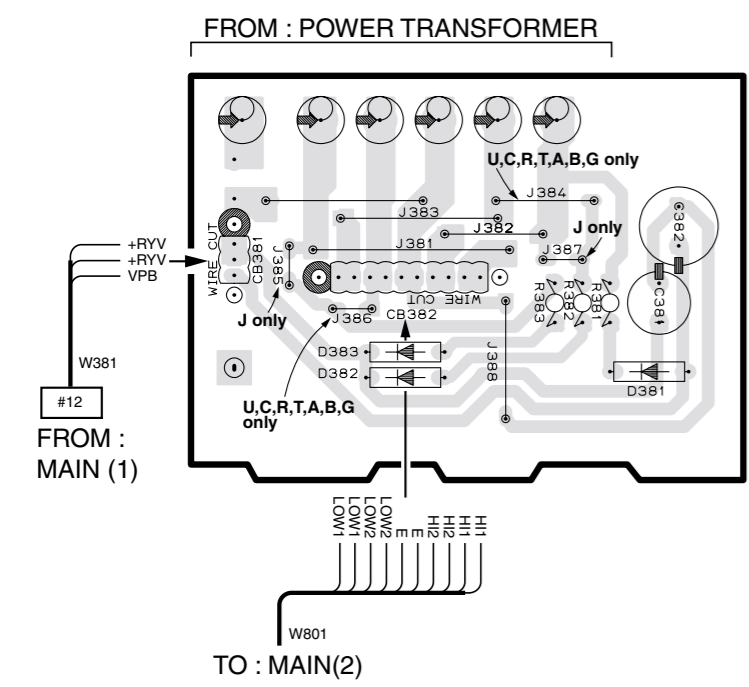 FROM : POWER TRANSFORMER
U,C,R,T,A,B,G only
J384
J383
J382
J only
J381
J387
C382
+RYV
+RYV
VPB
WIRE CUT
CB381
J385
J only
J386
CB382
WIRE CUT
R383
R382
R381
C381
D383
D382
J388
D381
W381
#12
FROM :
MAIN (1)
U,C,R,T,A,B,G
only
LOW1
LOW1
LOW2
LOW2
E
E
HI2
HI2
HI1
HI1
W801
TO : MAIN(2)